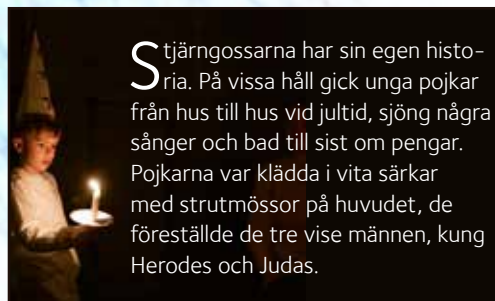 Stjärngossarna har sin egen histo-
ria. På vissa håll gick unga pojkar
från hus till hus vid jultid, sjöng några
sånger och bad till sist om pengar.
Pojkarna var klädda i vita särkar
med strutmössor på huvudet, de
föreställde de tre vise männen, kung
Herodes och Judas.